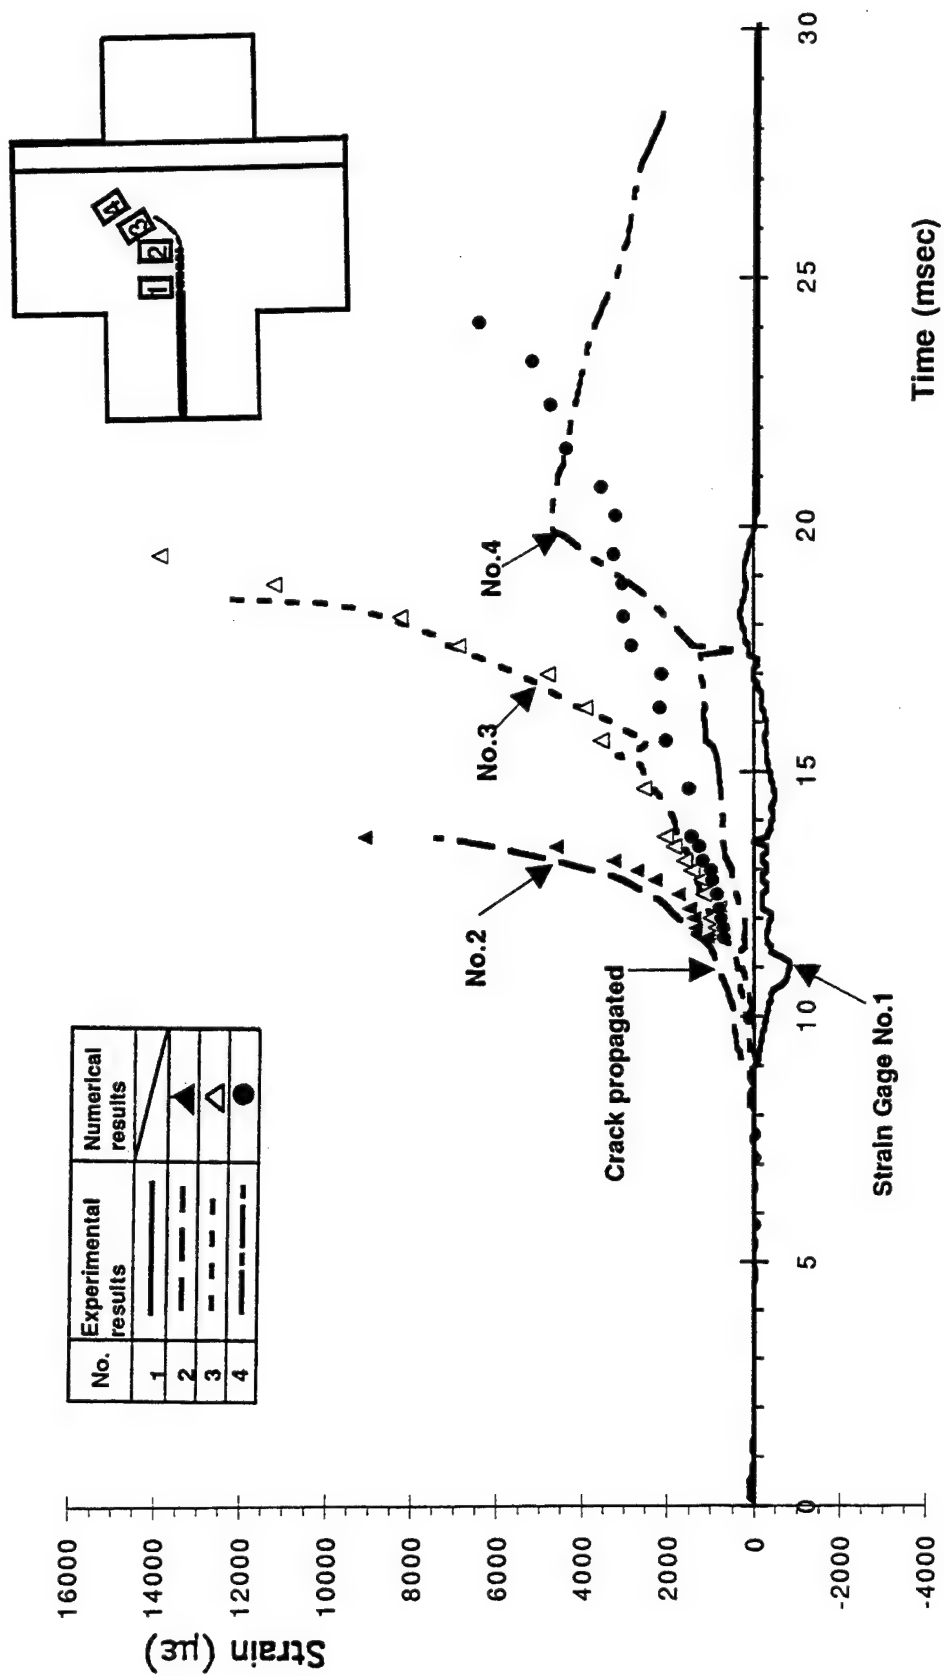 No.
Experimental
results
Numerical
results
1
2
3
4
1
2
3
4
Strain (με)
16000
14000
12000
10000
8000
6000
4000
2000
0
-2000
-4000
0
5
10
15
20
25
30
Time (msec)
No.2
No.3
No.4
Crack propagated
Strain Gage No.1